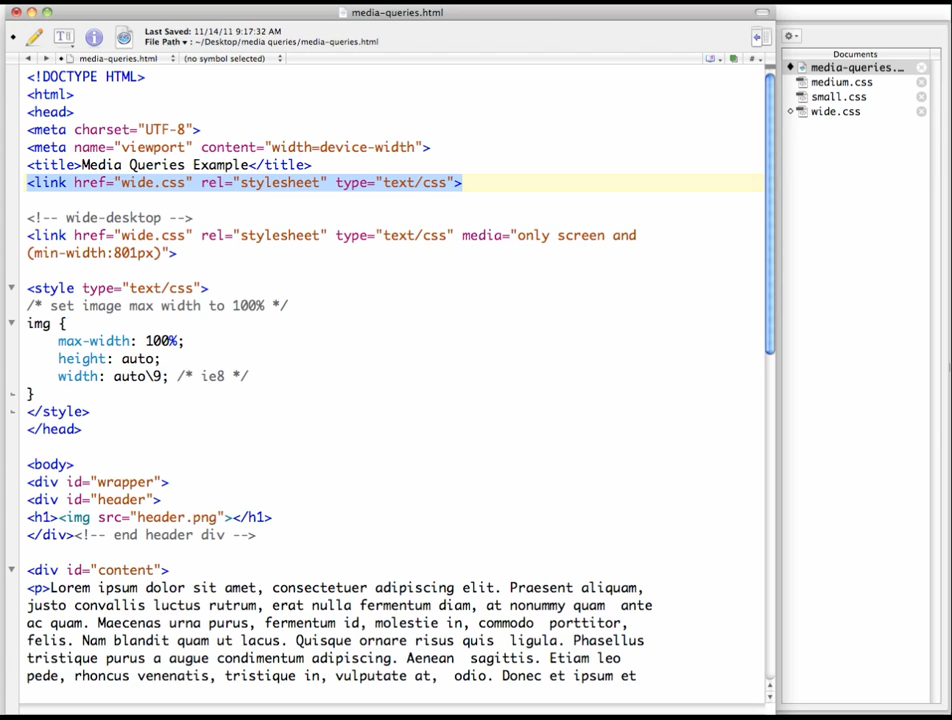 media-queries.html
Last Saved: 11/14/11 9:17:32 AM
File Path ▾ : ~/Desktop/media queries/media-queries.html
media-queries.html (no symbol selected)
<!DOCTYPE HTML>
<html>
<head>
<meta charset="UTF-8">
<meta name="viewport" content="width=device-width">
<title>Media Queries Example</title>
<link href="wide.css" rel="stylesheet" type="text/css">
<!-- wide-desktop -->
<link href="wide.css" rel="stylesheet" type="text/css" media="only screen and
(min-width:801px)">
<style type="text/css">
/* set image max width to 100% */
img {
max-width: 100%;
height: auto;
width: auto\9; /* ie8 */
}
</style>
</head>
<body>
<div id="wrapper">
<div id="header">
<h1><img src="header.png"></h1>
</div><!-- end header div -->
<div id="content">
<p>Lorem ipsum dolor sit amet, consectetuer adipiscing elit. Praesent aliquam,
justo convallis luctus rutrum, erat nulla fermentum diam, at nonummy quam  ante
ac quam. Maecenas urna purus, fermentum id, molestie in, commodo  porttitor,
felis. Nam blandit quam ut lacus. Quisque ornare risus quis  ligula. Phasellus
tristique purus a augue condimentum adipiscing. Aenean  sagittis. Etiam leo
pede, rhoncus venenatis, tristique in, vulputate at,  odio. Donec et ipsum et
Documents
media-queries....
medium.css
small.css
wide.css